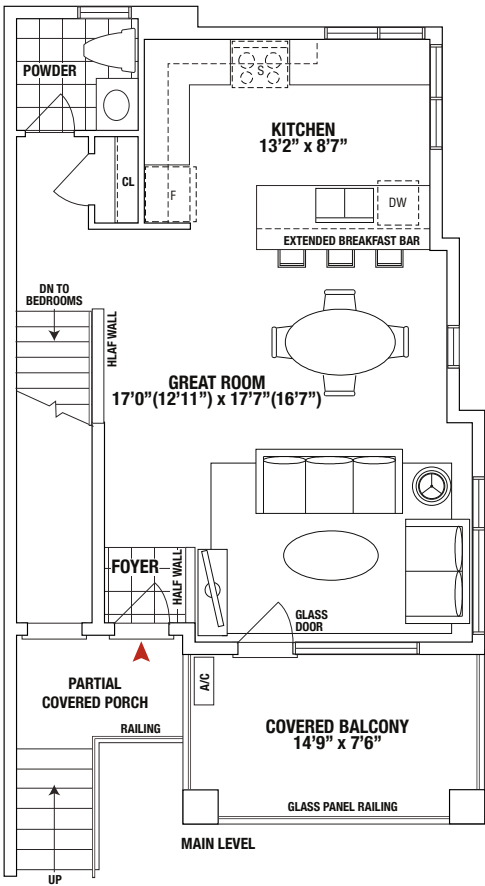 POWDER
S
KITCHEN
13'2” x 8'7”
CL
F
DW
EXTENDED BREAKFAST BAR
DN TO
BEDROOMS
HLAF WALL
GREAT ROOM
17'0”(12'11”) x 17'7”(16'7”)
FOYER
HALF WALL
GLASS
DOOR
A/C
PARTIAL
COVERED PORCH
RAILING
COVERED BALCONY
14'9” x 7'6”
GLASS PANEL RAILING
MAIN LEVEL
UP